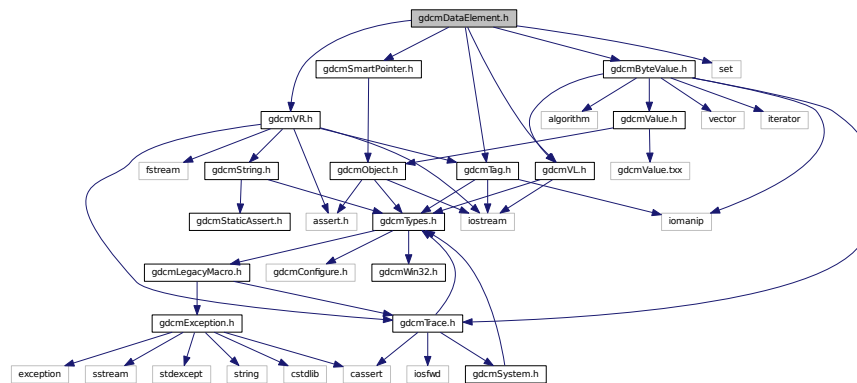 gdcmDataElement.h
gdcmSmartPointer.h
gdcmByteValue.h
set
gdcmVR.h
algorithm
gdcmValue.h
vector
iterator
fstream
gdcmString.h
gdcmObject.h
gdcmTag.h
gdcmVL.h
gdcmValue.txx
gdcmStaticAssert.h
assert.h
gdcmTypes.h
iostream
iomanip
gdcmLegacyMacro.h
gdcmConfigure.h
gdcmWin32.h
gdcmException.h
gdcmTrace.h
exception
sstream
stdexcept
string
cstdlib
cassert
iosfwd
gdcmSystem.h